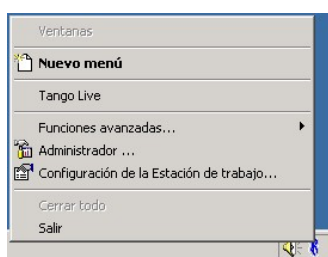 Ventanas
Nuevo menú
Tango Live
Funciones avanzadas...
Administrador ...
Configuración de la Estación de trabajo...
Cerrar todo
Salir